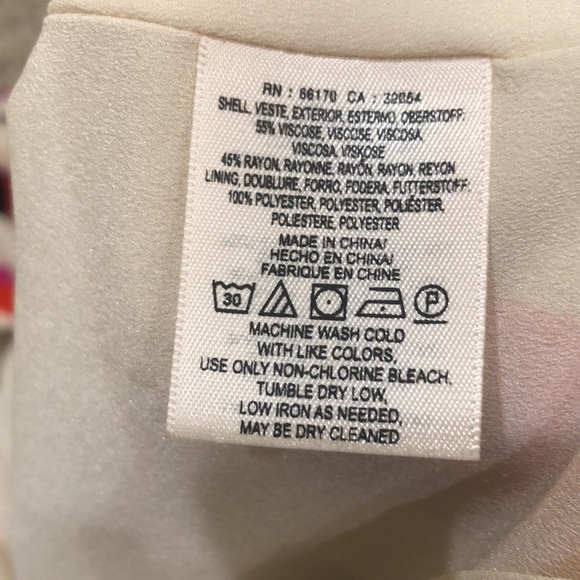 RN : 66170 CA : 32054
SHELL, VESTE, EXTERIOR, ESTERNO, OBERSTOFF:
55% VISCOSE, VISCOSE, VISCOSA,
VISCOSA, VISKOSE
45% RAYON, RAYONNE, RAYÓN, RAYON, REYON
LINING, DOUBLURE, FORRO, FODERA, FUTTERSTOFF:
100% POLYESTER, POLYESTER, POLIÉSTER,
POLIESTERE, POLYESTER
MADE IN CHINA/
HECHO EN CHINA/
FABRIQUE EN CHINE
30 P
MACHINE WASH COLD
WITH LIKE COLORS,
USE ONLY NON-CHLORINE BLEACH,
TUMBLE DRY LOW,
LOW IRON AS NEEDED,
MAY BE DRY CLEANED